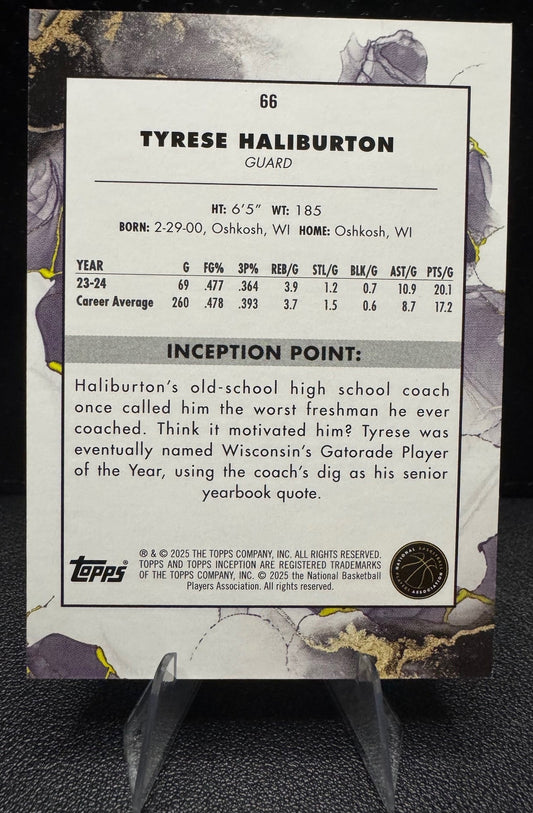 66
TYRESE HALIBURTON
GUARD
HT: 6'5" WT: 185
BORN: 2-29-00, Oshkosh, WI HOME: Oshkosh, WI
YEAR G FG% 3P% REB/G STL/G BLK/G AST/G PTS/G
23-24 69 .477 .364 3.9 1.2 0.7 10.9 20.1
Career Average 260 .478 .393 3.7 1.5 0.6 8.7 17.2
INCEPTION POINT:
Haliburton's old-school high school coach
once called him the worst freshman he ever
coached. Think it motivated him? Tyrese was
eventually named Wisconsin's Gatorade Player
of the Year, using the coach's dig as his senior
yearbook quote.
topps®
® & © 2025 THE TOPPS COMPANY, INC. ALL RIGHTS RESERVED.
TOPPS AND TOPPS INCEPTION ARE REGISTERED TRADEMARKS
OF THE TOPPS COMPANY, INC. © 2025 the National Basketball
Players Association. All rights reserved.
NATIONAL BASKETBALL
ASSOCIATION